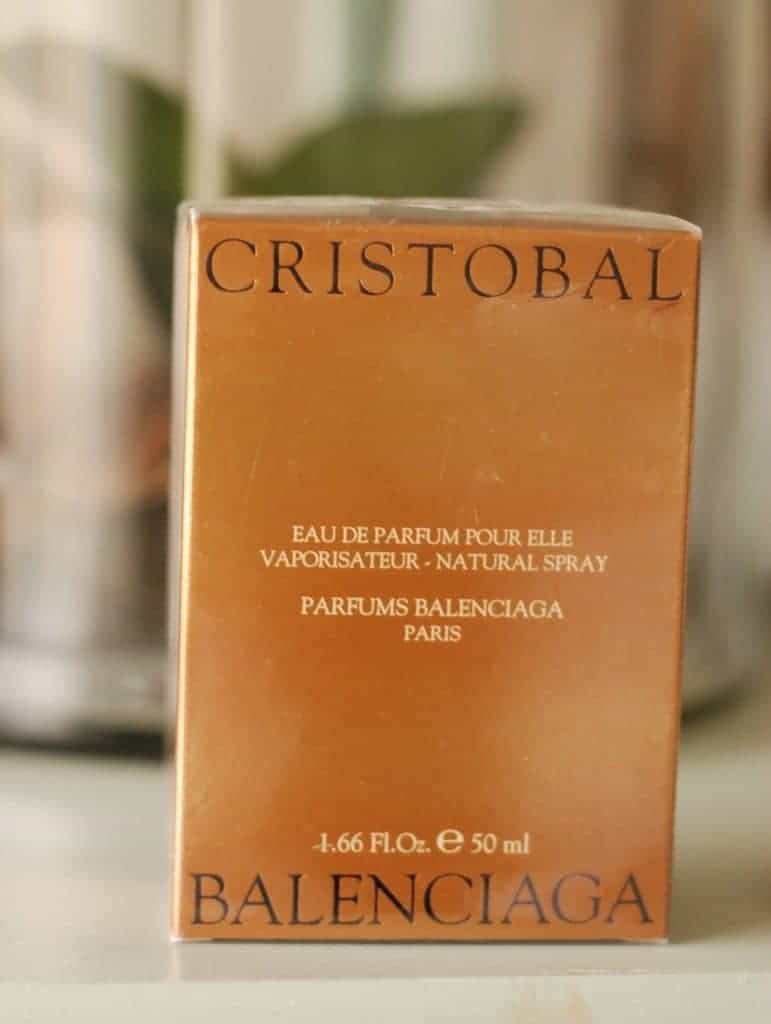 CRISTOBAL
EAU DE PARFUM POUR ELLE
VAPORISATEUR - NATURAL SPRAY
PARFUMS BALENCIAGA
PARIS
1.66 Fl.Oz. ℮ 50 ml
BALENCIAGA